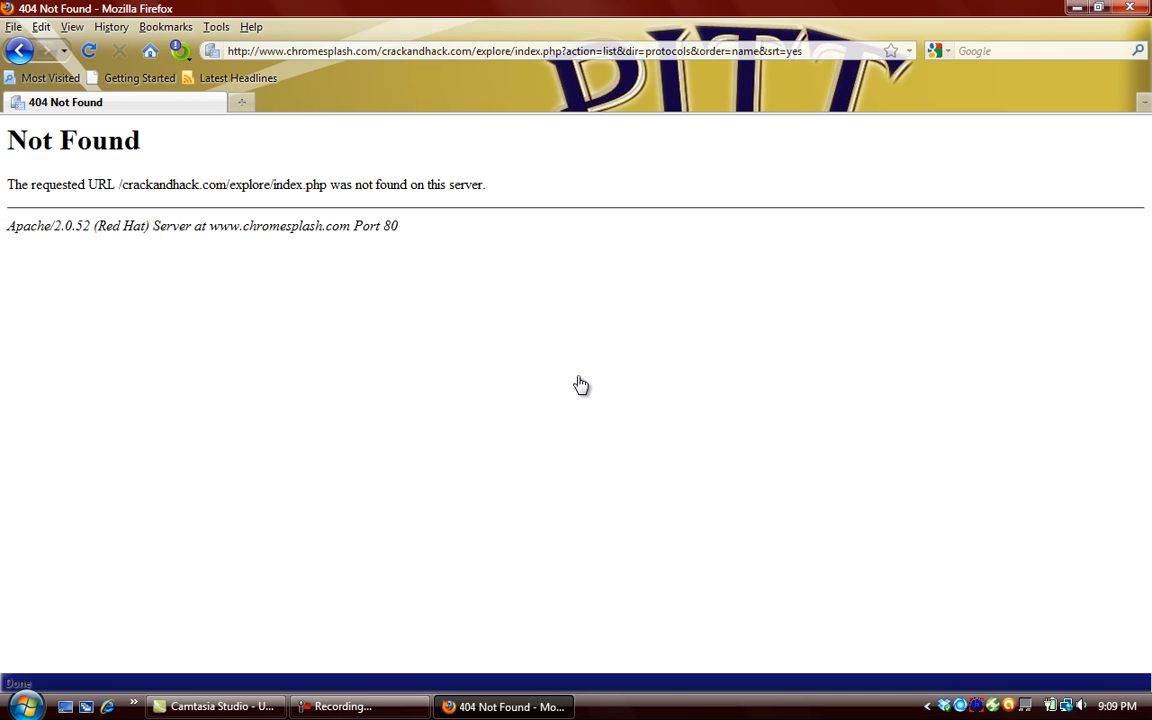 404 Not Found - Mozilla Firefox
File Edit View History Bookmarks Tools Help
http://www.chromesplash.com/crackandhack.com/explore/index.php?action=list&dir=protocols&order=name&srt=yes
Google
Most Visited Getting Started Latest Headlines
PITT
404 Not Found
Not Found
The requested URL /crackandhack.com/explore/index.php was not found on this server.
Apache/2.0.52 (Red Hat) Server at www.chromesplash.com Port 80
Done
Camtasia Studio - U... Recording... 404 Not Found - Mo... 9:09 PM